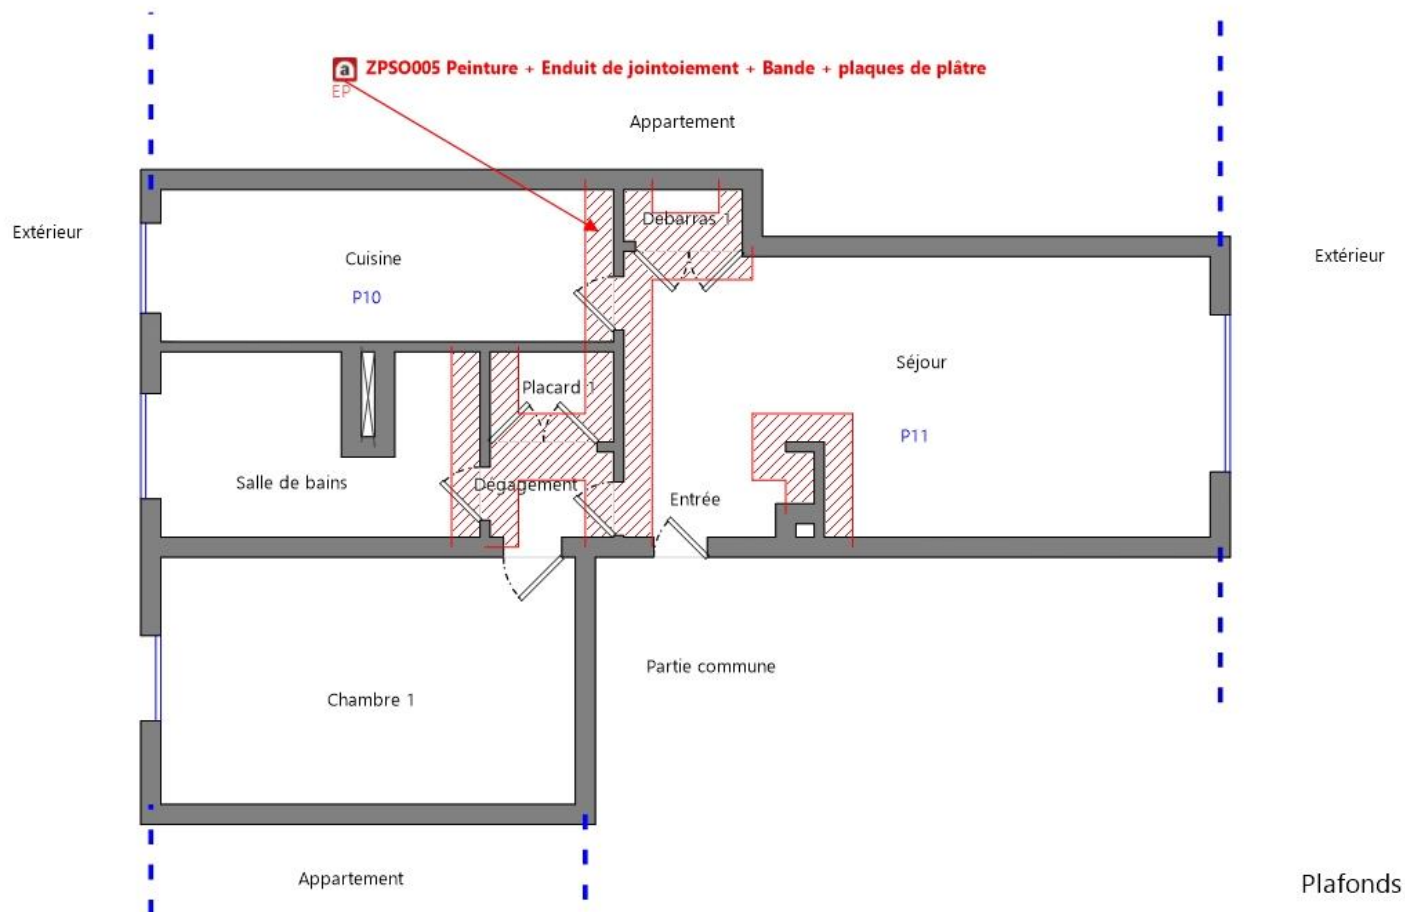 a ZPSO005 Peinture + Enduit de jointoiement + Bande + plaques de plâtre
EP
Appartement
Extérieur
Debarras 1
Cuisine
Extérieur
P10
Séjour
Placard 1
P11
Salle de bains
Dégagement
Entrée
Partie commune
Chambre 1
Appartement
Plafonds